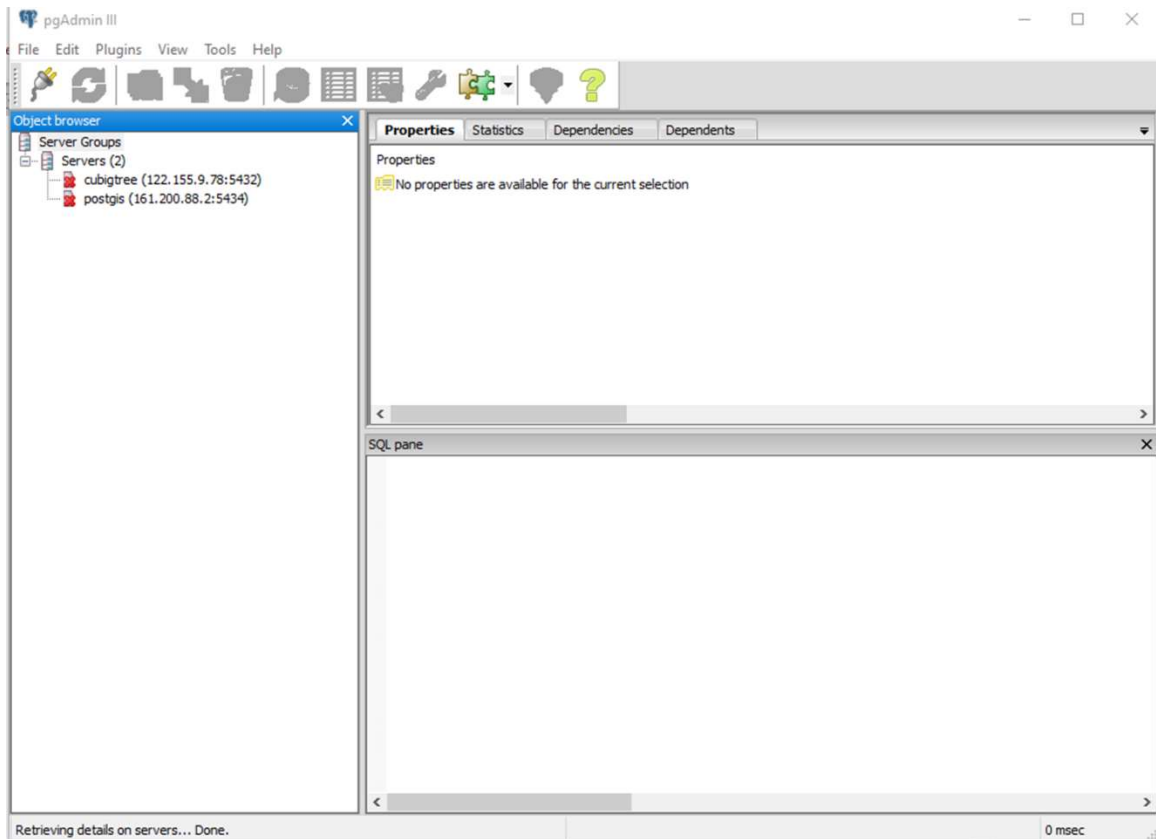 pgAdmin III
File Edit Plugins View Tools Help
Object browser
Server Groups
Servers (2)
cubigtree (122.155.9.78:5432)
postgis (161.200.88.2:5434)
Properties Statistics Dependencies Dependents
Properties
No properties are available for the current selection
SQL pane
Retrieving details on servers... Done.
0 msec